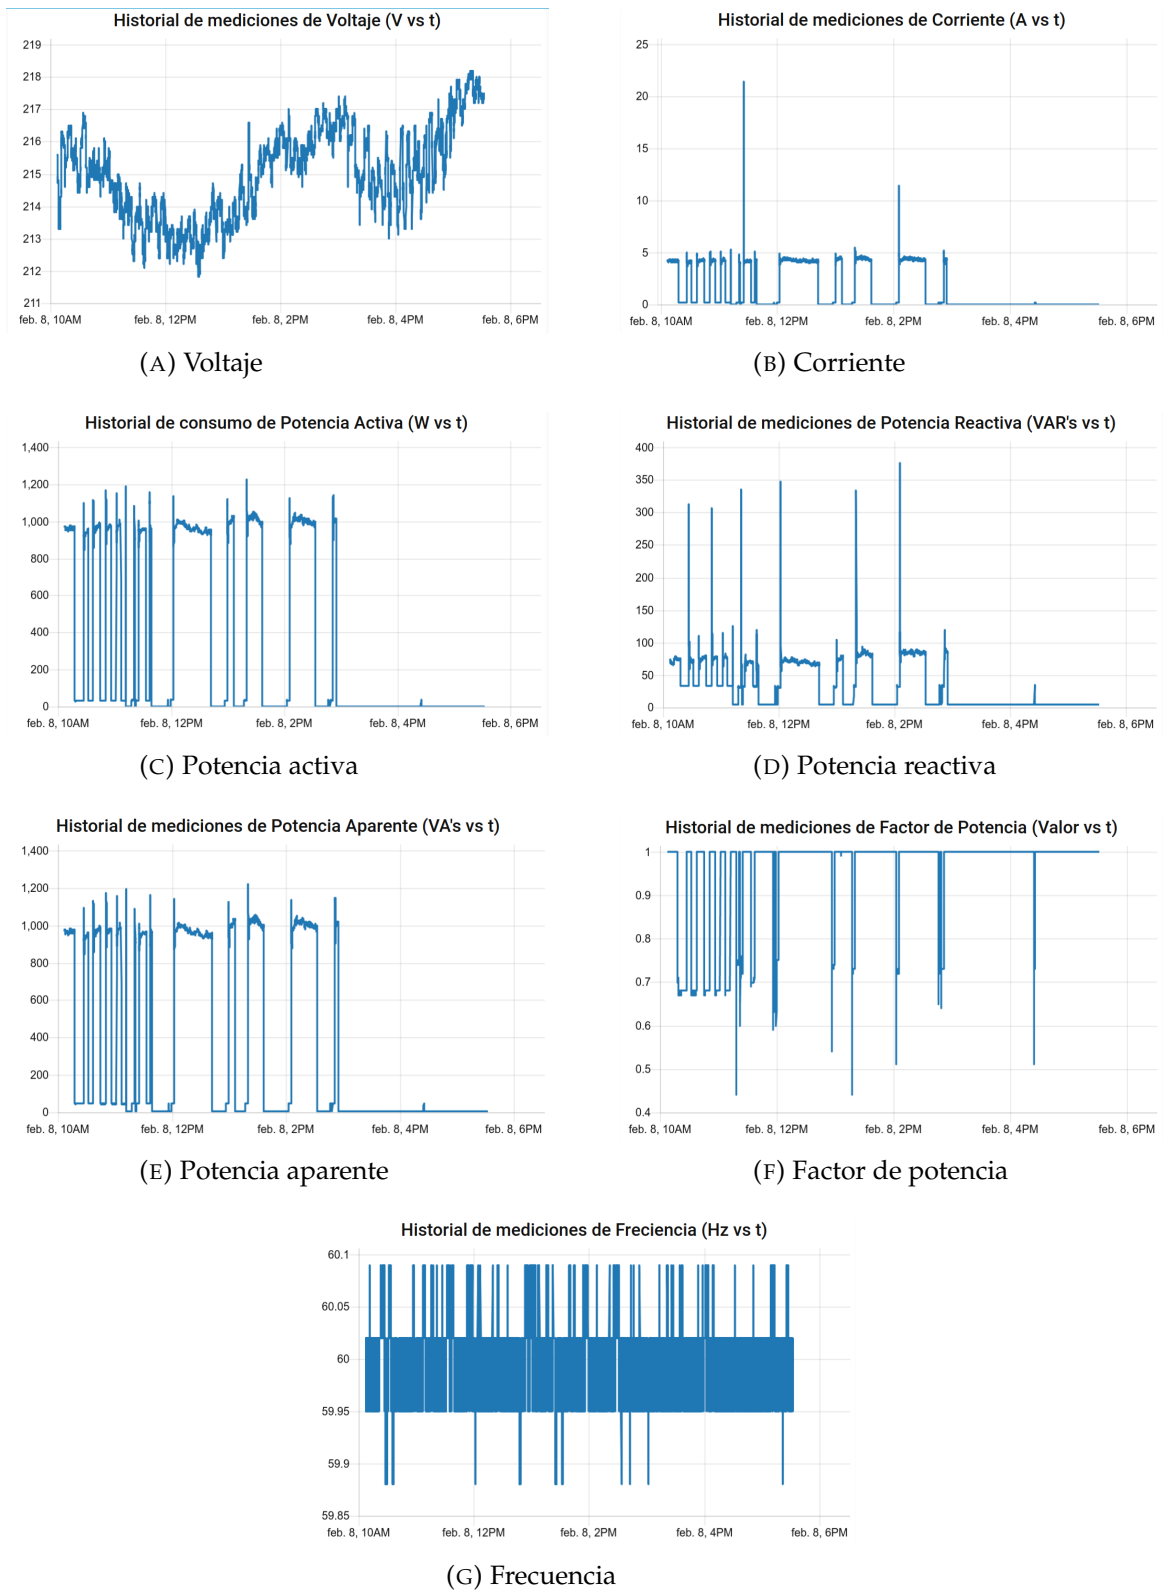 Historial de mediciones de Voltaje (V vs t)
219
218
217
216
215
214
213
212
211
feb. 8, 10AM feb. 8, 12PM feb. 8, 2PM feb. 8, 4PM feb. 8, 6PM
(A) Voltaje
Historial de mediciones de Corriente (A vs t)
25
20
15
10
5
0
feb. 8, 10AM feb. 8, 12PM feb. 8, 2PM feb. 8, 4PM feb. 8, 6PM
(B) Corriente
Historial de consumo de Potencia Activa (W vs t)
1,400
1,200
1,000
800
600
400
200
0
feb. 8, 10AM feb. 8, 12PM feb. 8, 2PM feb. 8, 4PM feb. 8, 6PM
(C) Potencia activa
Historial de mediciones de Potencia Reactiva (VAR's vs t)
400
350
300
250
200
150
100
50
0
feb. 8, 10AM feb. 8, 12PM feb. 8, 2PM feb. 8, 4PM feb. 8, 6PM
(D) Potencia reactiva
Historial de mediciones de Potencia Aparente (VA's vs t)
1,400
1,200
1,000
800
600
400
200
0
feb. 8, 10AM feb. 8, 12PM feb. 8, 2PM feb. 8, 4PM feb. 8, 6PM
(E) Potencia aparente
Historial de mediciones de Factor de Potencia (Valor vs t)
1
0.9
0.8
0.7
0.6
0.5
0.4
feb. 8, 10AM feb. 8, 12PM feb. 8, 2PM feb. 8, 4PM feb. 8, 6PM
(F) Factor de potencia
Historial de mediciones de Freciencia (Hz vs t)
60.1
60.05
60
59.95
59.9
59.85
feb. 8, 10AM feb. 8, 12PM feb. 8, 2PM feb. 8, 4PM feb. 8, 6PM
(G) Frecuencia